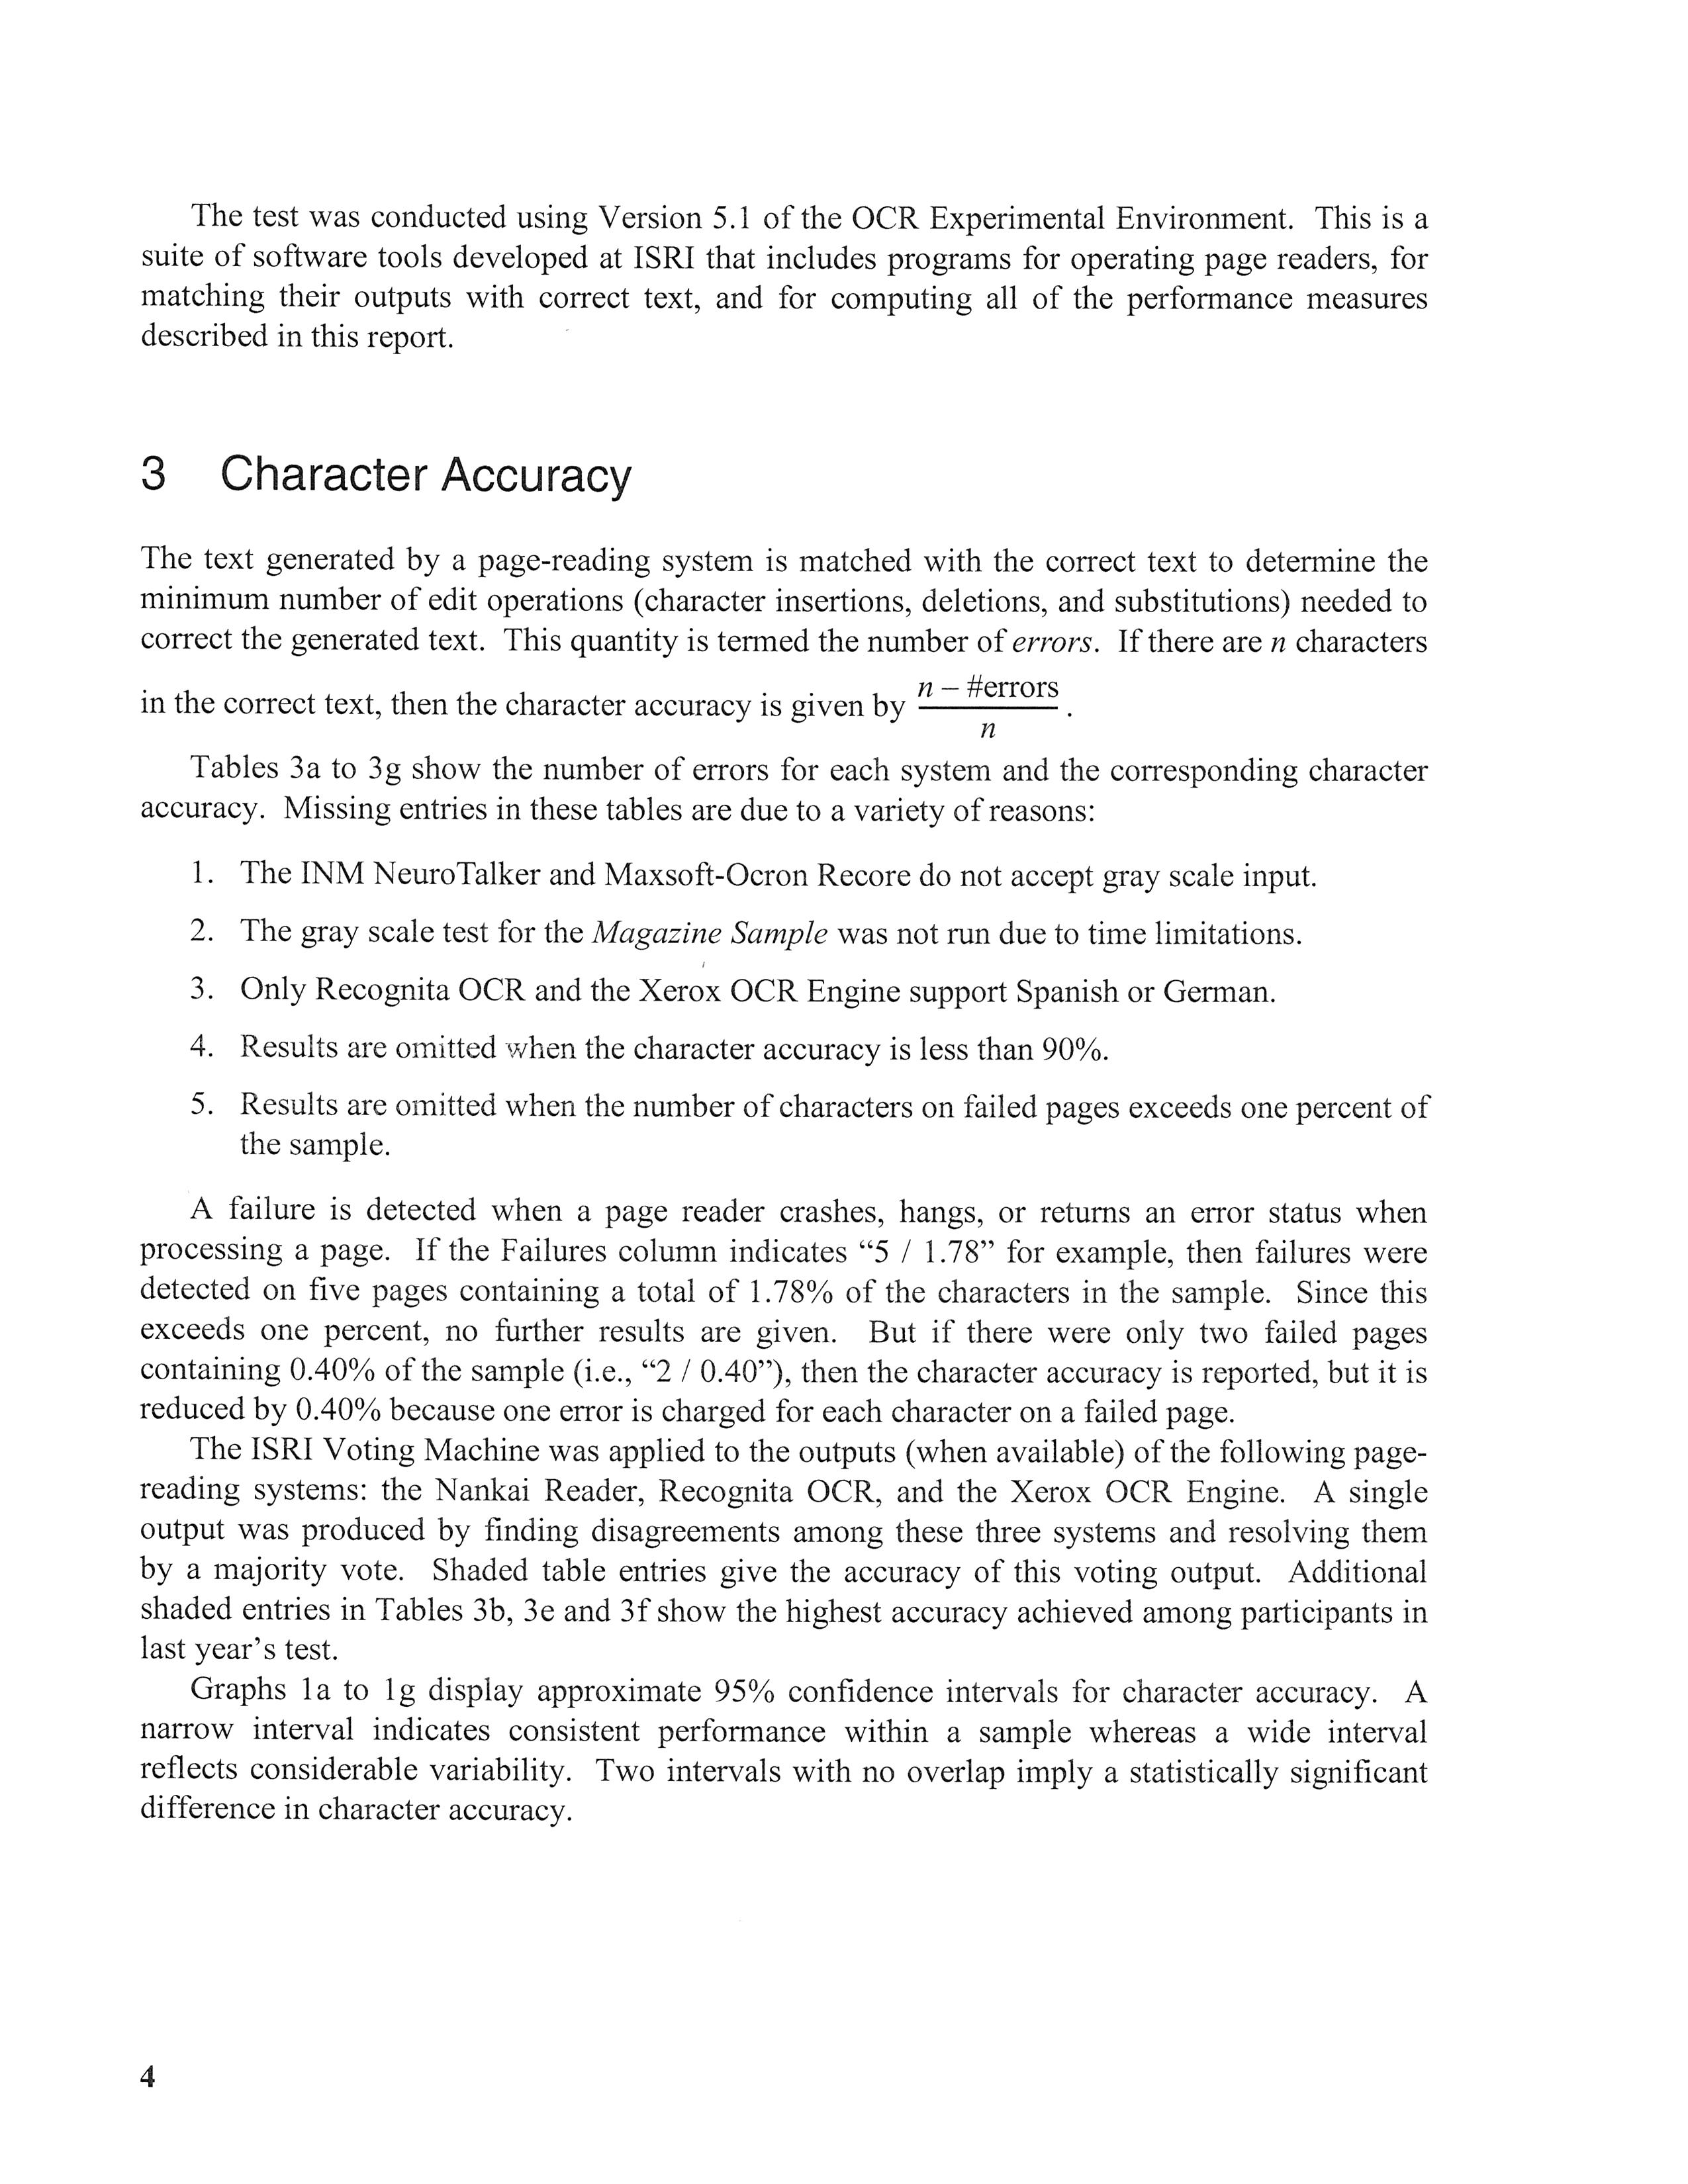 The test was conducted using Version 5.1 of the OCR Experimental Environment. This is a
suite of software tools developed at ISRI that includes programs for operating page readers, for
matching their outputs with correct text, and for computing all of the performance measures
described in this report.
3 Character Accuracy
The text generated by a page-reading system is matched with the correct text to determine the
minimum number of edit operations (character insertions, deletions, and substitutions) needed to
correct the generated text. This quantity is termed the number of errors. If there are n characters
in the correct text, then the character accuracy is given by (n – #errors) / n .
Tables 3a to 3g show the number of errors for each system and the corresponding character
accuracy. Missing entries in these tables are due to a variety of reasons:
1. The INM NeuroTalker and Maxsoft-Ocron Recore do not accept gray scale input.
2. The gray scale test for the Magazine Sample was not run due to time limitations.
3. Only Recognita OCR and the Xerox OCR Engine support Spanish or German.
4. Results are omitted when the character accuracy is less than 90%.
5. Results are omitted when the number of characters on failed pages exceeds one percent of
the sample.
A failure is detected when a page reader crashes, hangs, or returns an error status when
processing a page. If the Failures column indicates “5 / 1.78” for example, then failures were
detected on five pages containing a total of 1.78% of the characters in the sample. Since this
exceeds one percent, no further results are given. But if there were only two failed pages
containing 0.40% of the sample (i.e., “2 / 0.40”), then the character accuracy is reported, but it is
reduced by 0.40% because one error is charged for each character on a failed page.
The ISRI Voting Machine was applied to the outputs (when available) of the following page-
reading systems: the Nankai Reader, Recognita OCR, and the Xerox OCR Engine. A single
output was produced by finding disagreements among these three systems and resolving them
by a majority vote. Shaded table entries give the accuracy of this voting output. Additional
shaded entries in Tables 3b, 3e and 3f show the highest accuracy achieved among participants in
last year’s test.
Graphs 1a to 1g display approximate 95% confidence intervals for character accuracy. A
narrow interval indicates consistent performance within a sample whereas a wide interval
reflects considerable variability. Two intervals with no overlap imply a statistically significant
difference in character accuracy.
4